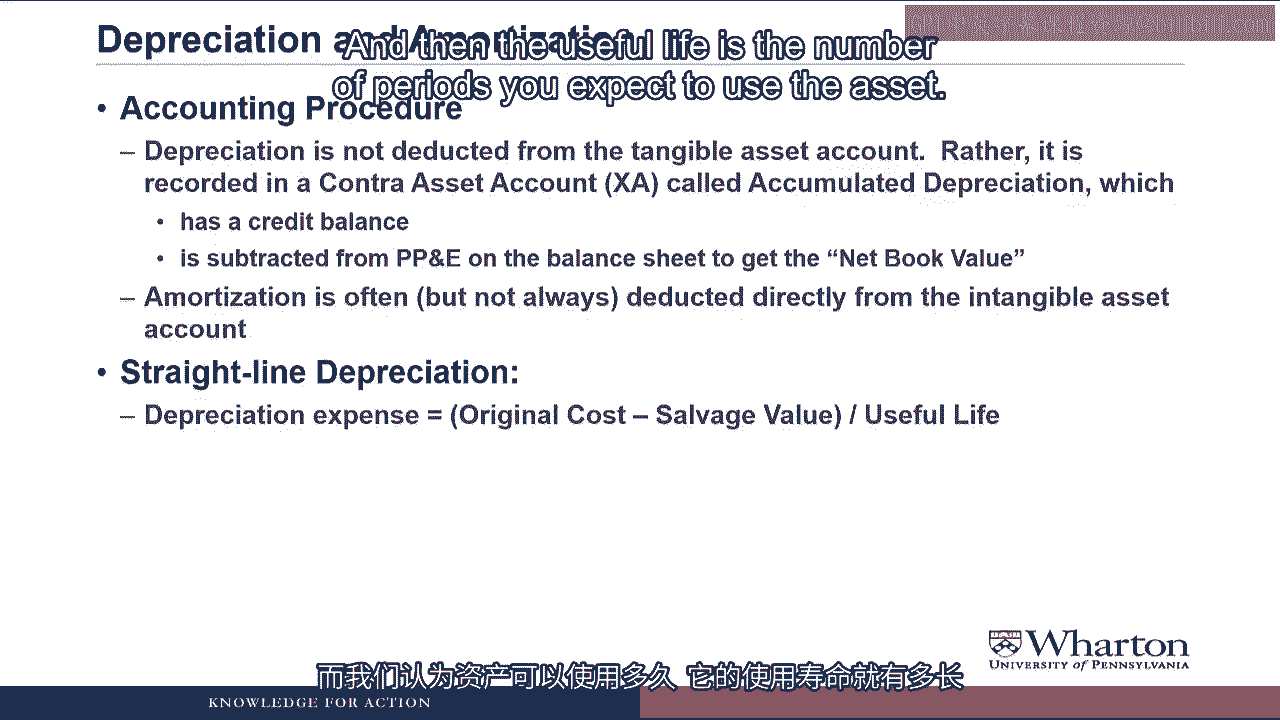 Depreciation and Amortization
And then the useful life is the number
of periods you expect to use the asset.
• Accounting Procedure
– Depreciation is not deducted from the tangible asset account. Rather, it is
recorded in a Contra Asset Account (XA) called Accumulated Depreciation, which
• has a credit balance
• is subtracted from PP&E on the balance sheet to get the “Net Book Value”
– Amortization is often (but not always) deducted directly from the intangible asset
account
• Straight-line Depreciation:
– Depreciation expense = (Original Cost – Salvage Value) / Useful Life
Wharton
UNIVERSITY of PENNSYLVANIA
而我们认为资产可以使用多久 它的使用寿命就有多长
KNOWLEDGE FOR ACTION